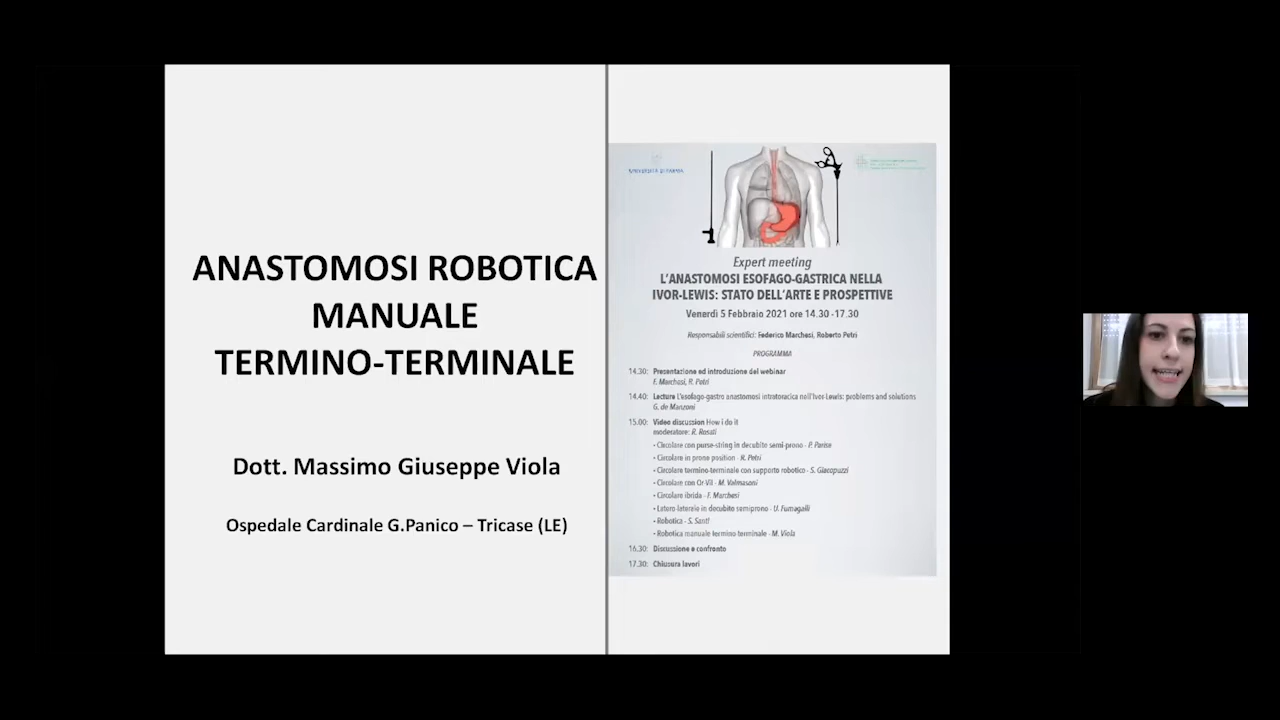 ANASTOMOSI ROBOTICA
MANUALE
TERMINO-TERMINALE
Dott. Massimo Giuseppe Viola
Ospedale Cardinale G.Panico – Tricase (LE)
Expert meeting
L'ANASTOMOSI ESOFAGO-GASTRICA NELLA
IVOR-LEWIS: STATO DELL'ARTE E PROSPETTIVE
Venerdì 5 Febbraio 2021 ore 14.30 -17.30
Responsabili scientifici: Federico Marchesi, Roberto Petri
PROGRAMMA
14.30: Presentazione ed introduzione del webinar
F. Marchesi, R. Petri
14.40: Lecture L'esofago-gastro anastomosi intratoracica nell'Ivor-Lewis: problems and solutions
G. de Manzoni
15.00: Video discussion How i do it
moderatore: R. Rosati
• Circolare con purse-string in decubito semi-prono - P. Parise
• Circolare in prone position - R. Petri
• Circolare termino-terminale con supporto robotico - S. Giacopuzzi
• Circolare con Or-Vil - M. Valmasoni
• Circolare ibrida - F. Marchesi
• Latero-laterale in decubito semiprono - U. Fumagalli
• Robotica - S. Santi
• Robotica manuale termino-terminale - M. Viola
16.30: Discussione e confronto
17.30: Chiusura lavori